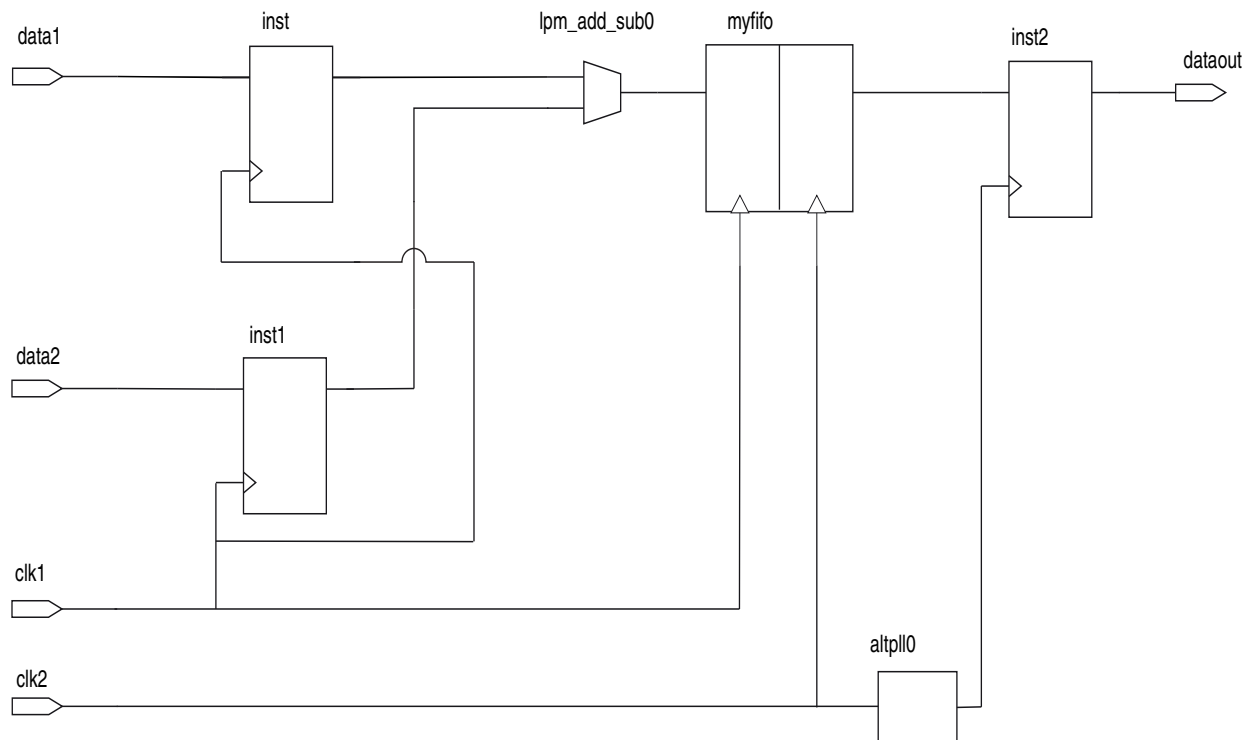 inst
lpm_add_sub0
myfifo
data1
inst2
dataout
inst1
data2
clk1
altpll0
clk2